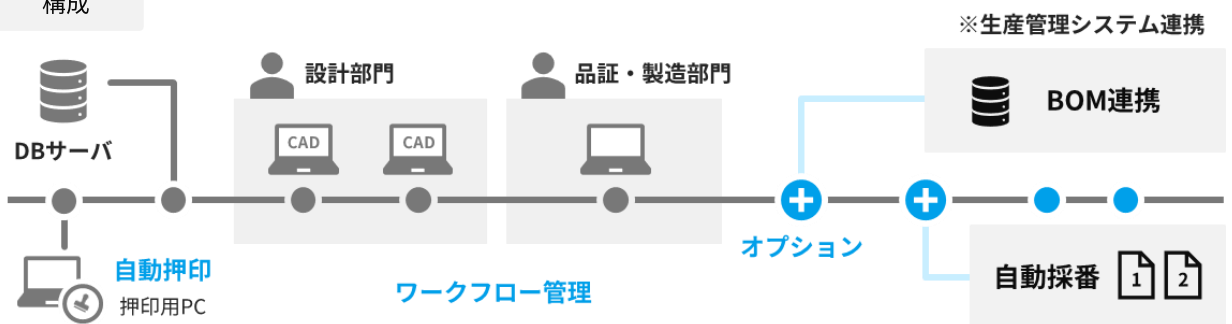 構成
※生産管理システム連携
設計部門
品証・製造部門
BOM連携
CAD
CAD
DBサーバ
オプション
自動押印
押印用PC
ワークフロー管理
自動採番
1
2